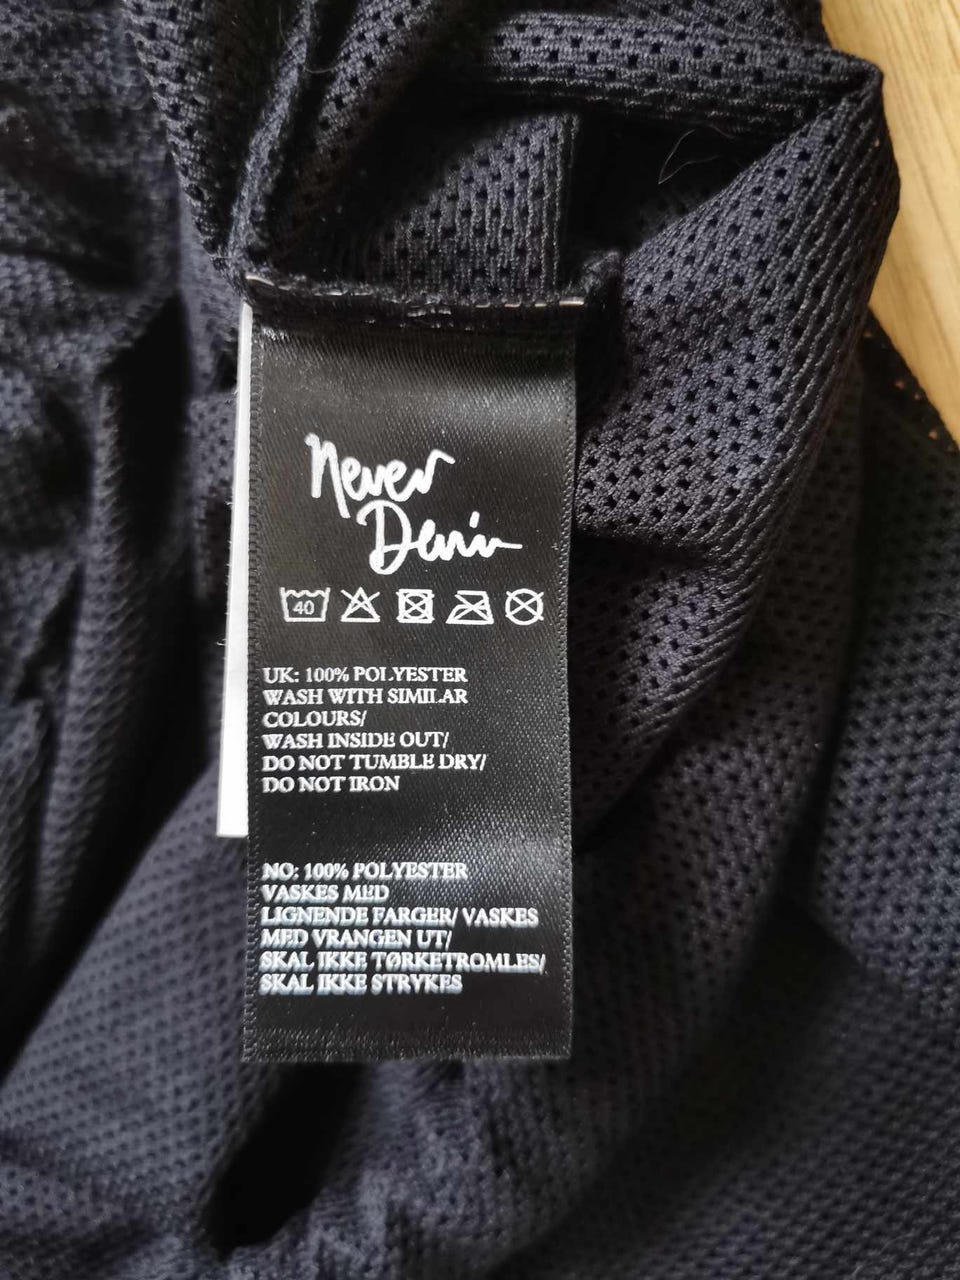 Never
Denim
40
UK: 100% POLYESTER
WASH WITH SIMILAR
COLOURS/
WASH INSIDE OUT/
DO NOT TUMBLE DRY/
DO NOT IRON
NO: 100% POLYESTER
VASKES MED
LIGNENDE FARGER/ VASKES
MED VRANGEN UT/
SKAL IKKE TØRKETROMLES/
SKAL IKKE STRYKES